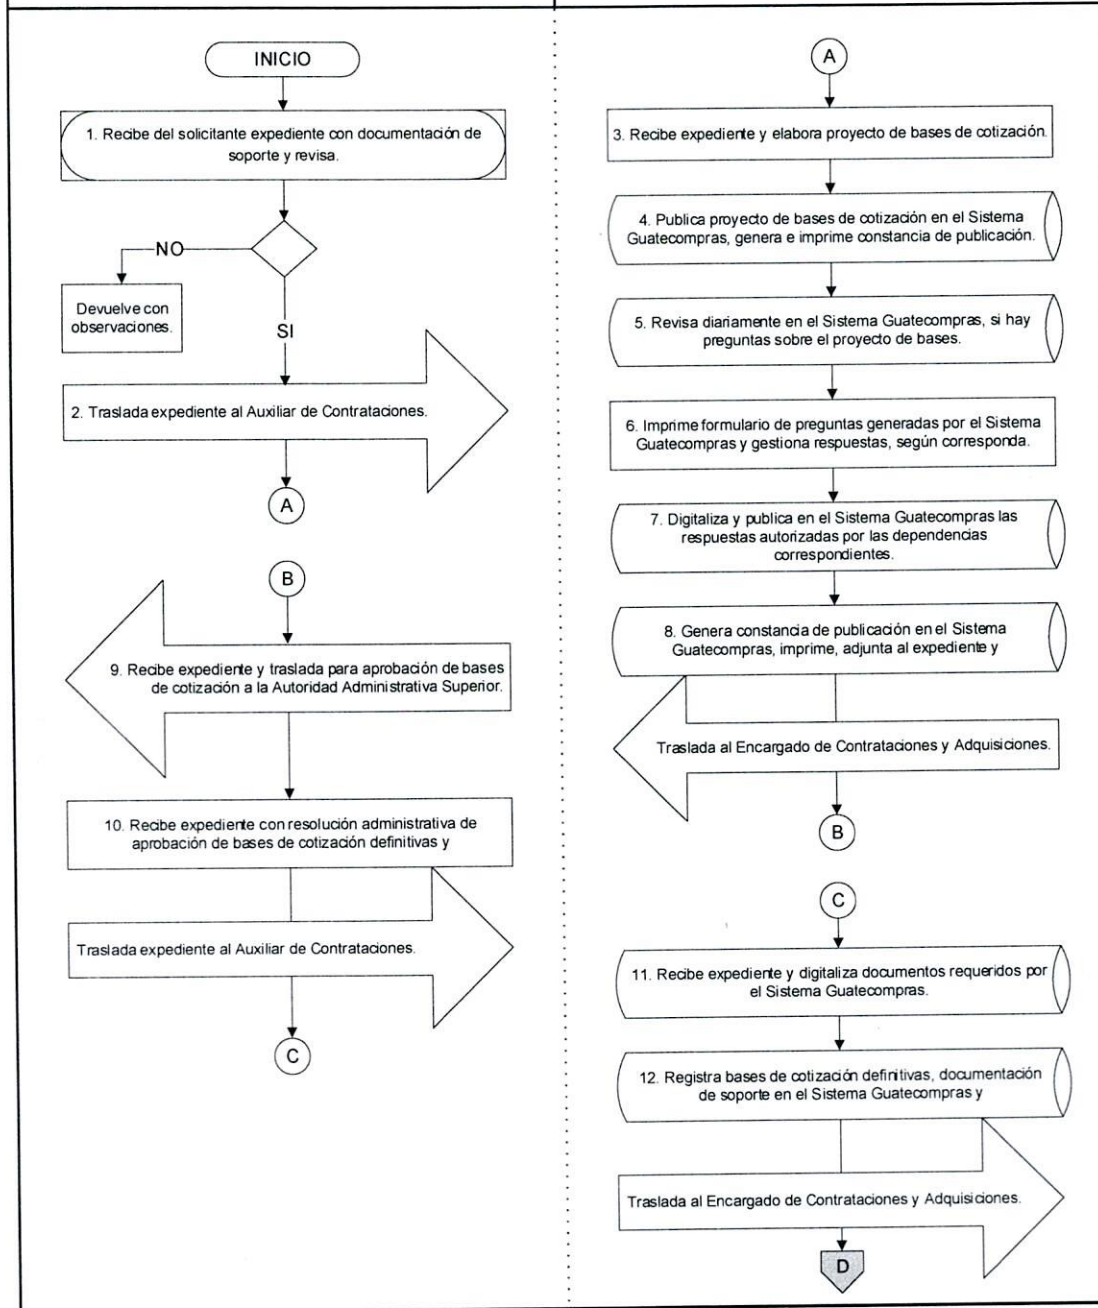 INICIO
1. Recibe del solicitante expediente con documentación de
soporte y revisa.
NO
Devuelve con
observaciones.
SI
2. Traslada expediente al Auxiliar de Contrataciones.
A
B
9. Recibe expediente y traslada para aprobación de bases
de cotización a la Autoridad Administrativa Superior.
10. Recibe expediente con resolución administrativa de
aprobación de bases de cotización definitivas y
Traslada expediente al Auxiliar de Contrataciones.
C
A
3. Recibe expediente y elabora proyecto de bases de cotización.
4. Publica proyecto de bases de cotización en el Sistema
Guatecompras, genera e imprime constancia de publicación.
5. Revisa diariamente en el Sistema Guatecompras, si hay
preguntas sobre el proyecto de bases.
6. Imprime formulario de preguntas generadas por el Sistema
Guatecompras y gestiona respuestas, según corresponda.
7. Digitaliza y publica en el Sistema Guatecompras las
respuestas autorizadas por las dependencias
correspondientes.
8. Genera constancia de publicación en el Sistema
Guatecompras, imprime, adjunta al expediente y
Traslada al Encargado de Contrataciones y Adquisiciones.
B
C
11. Recibe expediente y digitaliza documentos requeridos por
el Sistema Guatecompras.
12. Registra bases de cotización definitivas, documentación
de soporte en el Sistema Guatecompras y
Traslada al Encargado de Contrataciones y Adquisiciones.
D